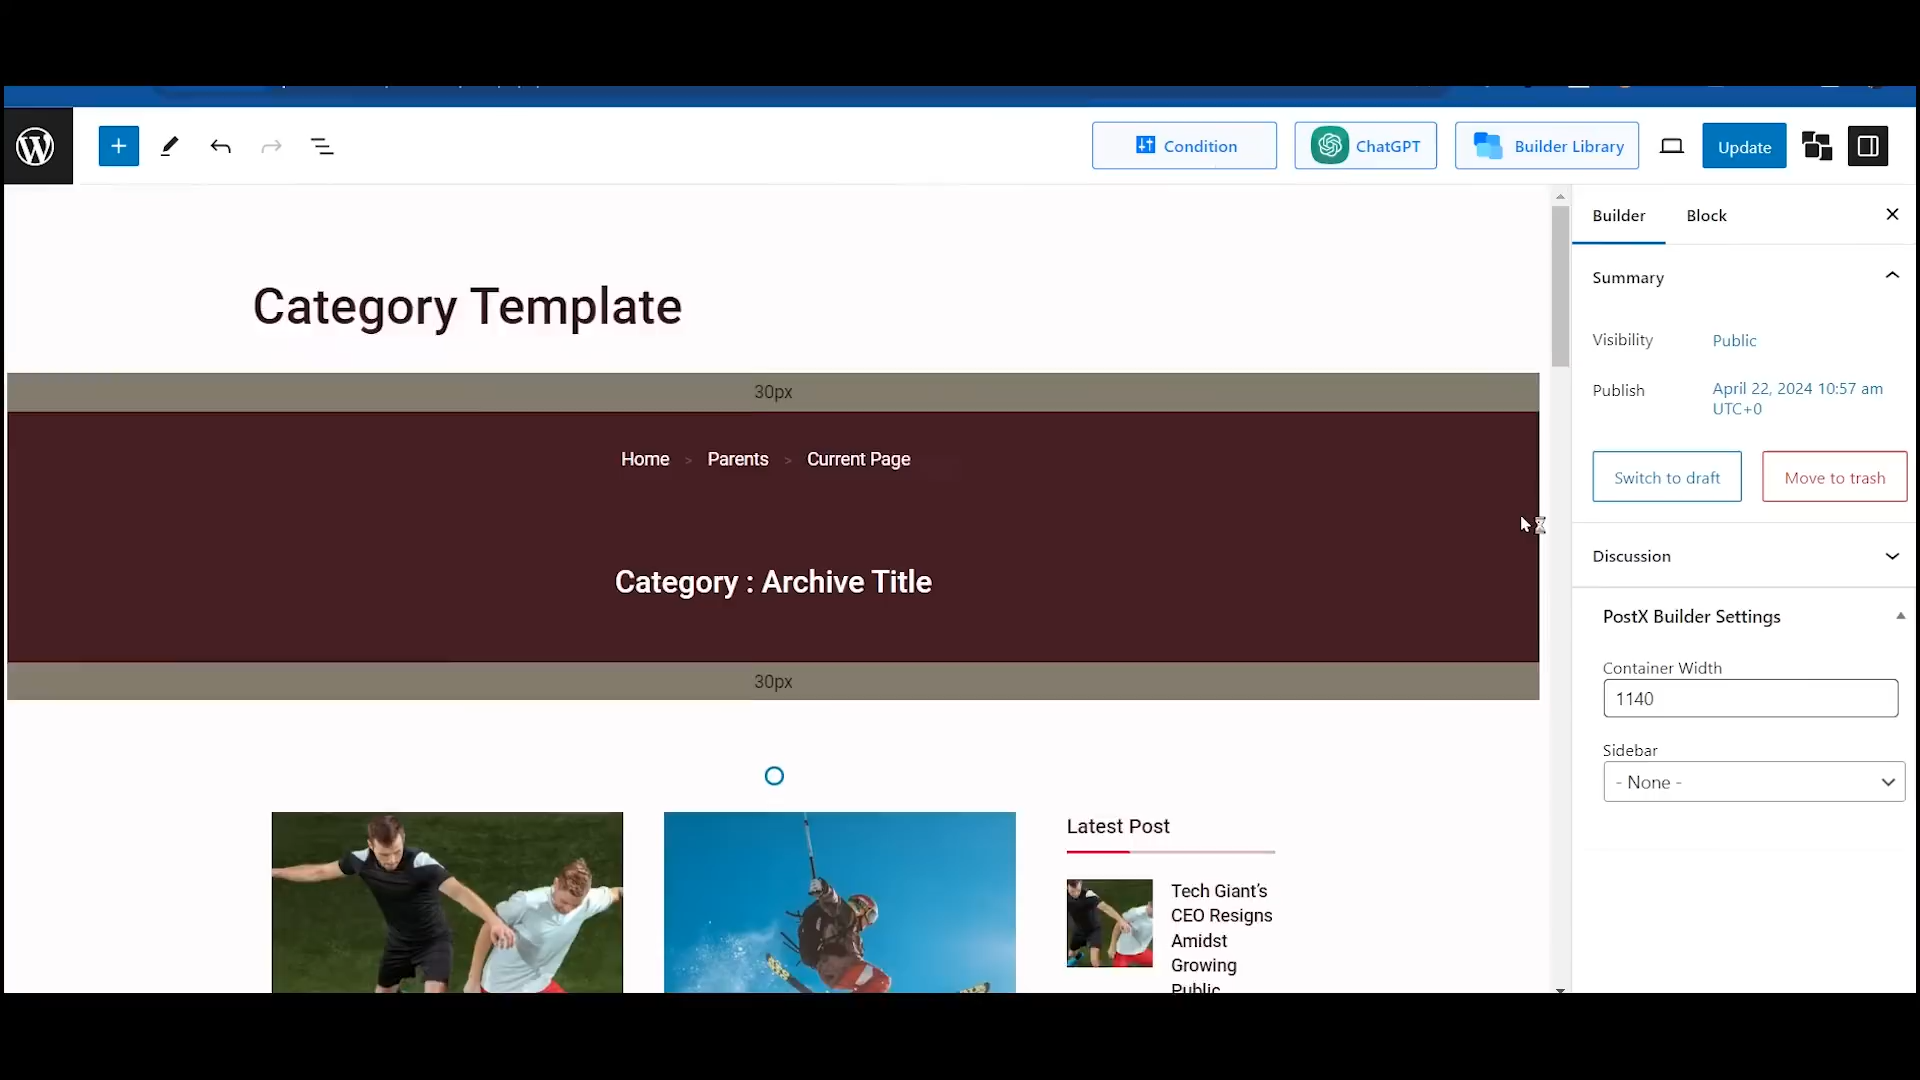 Condition
ChatGPT
Builder Library
Update
Builder
Block
Summary
Visibility
Public
Publish
April 22, 2024 10:57 am
UTC+0
Switch to draft
Move to trash
Discussion
PostX Builder Settings
Container Width
1140
Sidebar
- None -
Category Template
30px
Home > Parents > Current Page
Category : Archive Title
30px
Latest Post
Tech Giant’s
CEO Resigns
Amidst
Growing
Public